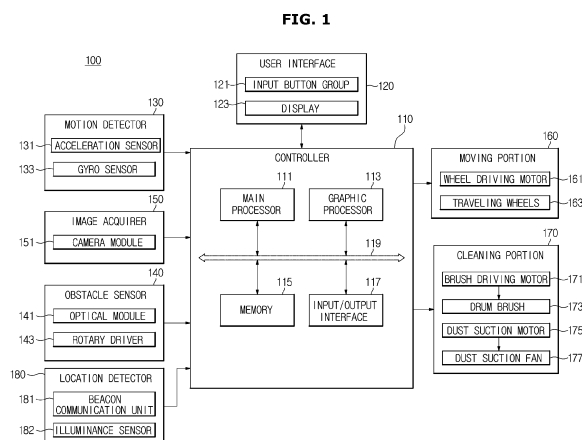 FIG. 1
100
USER INTERFACE
121
INPUT BUTTON GROUP
120
123
DISPLAY
130
MOTION DETECTOR
131
ACCELERATION SENSOR
133
GYRO SENSOR
150
IMAGE ACQUIRER
151
CAMERA MODULE
140
OBSTACLE SENSOR
141
OPTICAL MODULE
143
ROTARY DRIVER
180
LOCATION DETECTOR
181
BEACON
COMMUNICATION UNIT
182
ILLUMINANCE SENSOR
110
CONTROLLER
111
MAIN
PROCESSOR
113
GRAPHIC
PROCESSOR
119
115
MEMORY
117
INPUT/OUTPUT
INTERFACE
160
MOVING PORTION
WHEEL DRIVING MOTOR
161
TRAVELING WHEELS
163
170
CLEANING PORTION
BRUSH DRIVING MOTOR
171
DRUM BRUSH
173
DUST SUCTION MOTOR
175
DUST SUCTION FAN
177